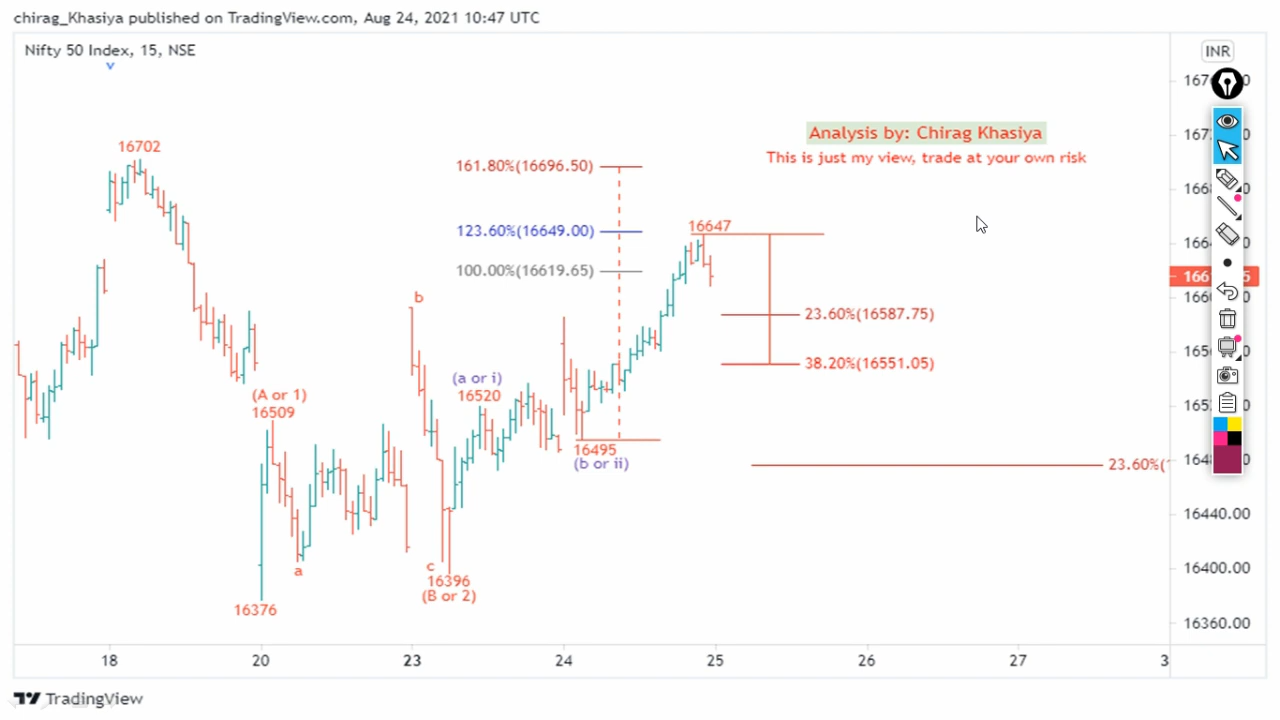 chirag_Khasiya published on TradingView.com, Aug 24, 2021 10:47 UTC
Nifty 50 Index, 15, NSE
INR
v
Analysis by: Chirag Khasiya
This is just my view, trade at your own risk
16702
161.80%(16696.50)
16647
123.60%(16649.00)
100.00%(16619.65)
b
23.60%(16587.75)
38.20%(16551.05)
(a or i)
16520
(A or 1)
16509
16495
(b or ii)
23.60%(
a
c
16396
(B or 2)
16376
16440.00
16400.00
16360.00
18 20 23 24 25 26 27 3
TradingView